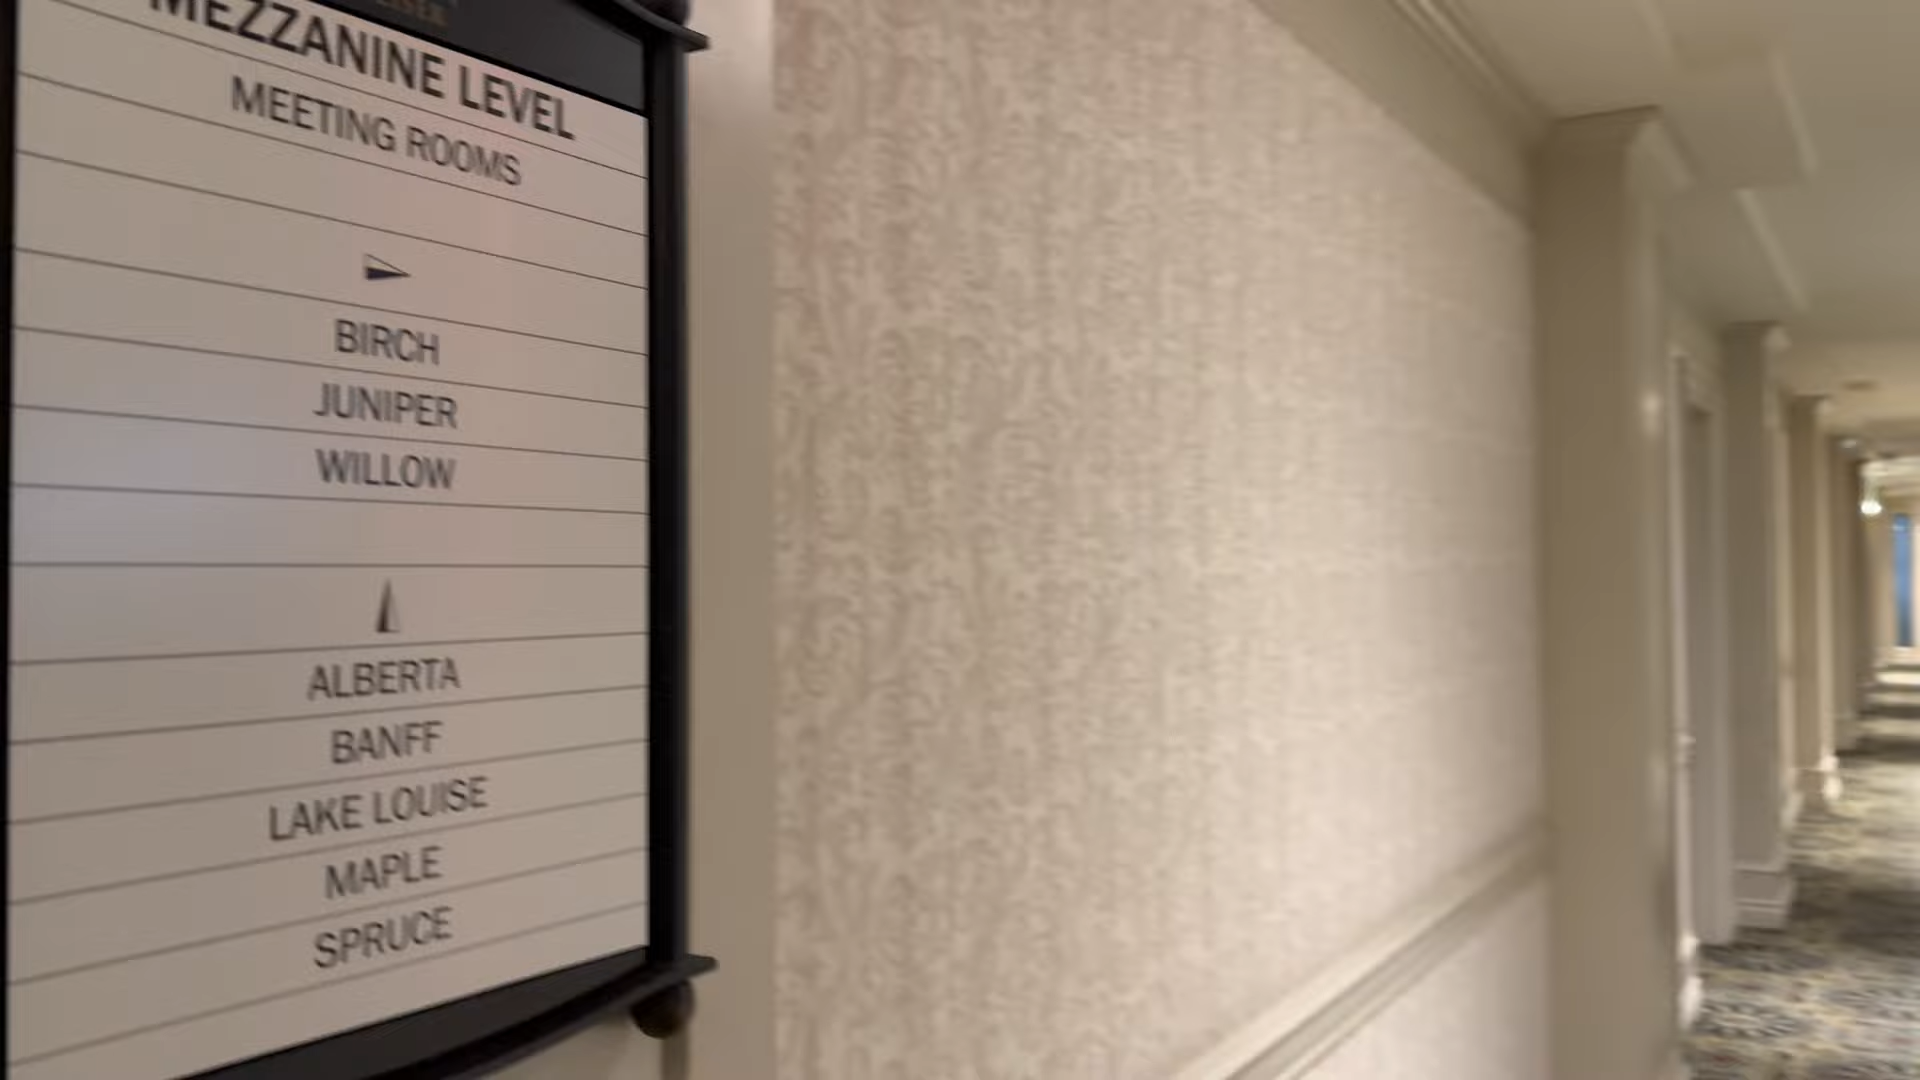 MEZZANINE LEVEL
MEETING ROOMS
BIRCH
JUNIPER
WILLOW
ALBERTA
BANFF
LAKE LOUISE
MAPLE
SPRUCE